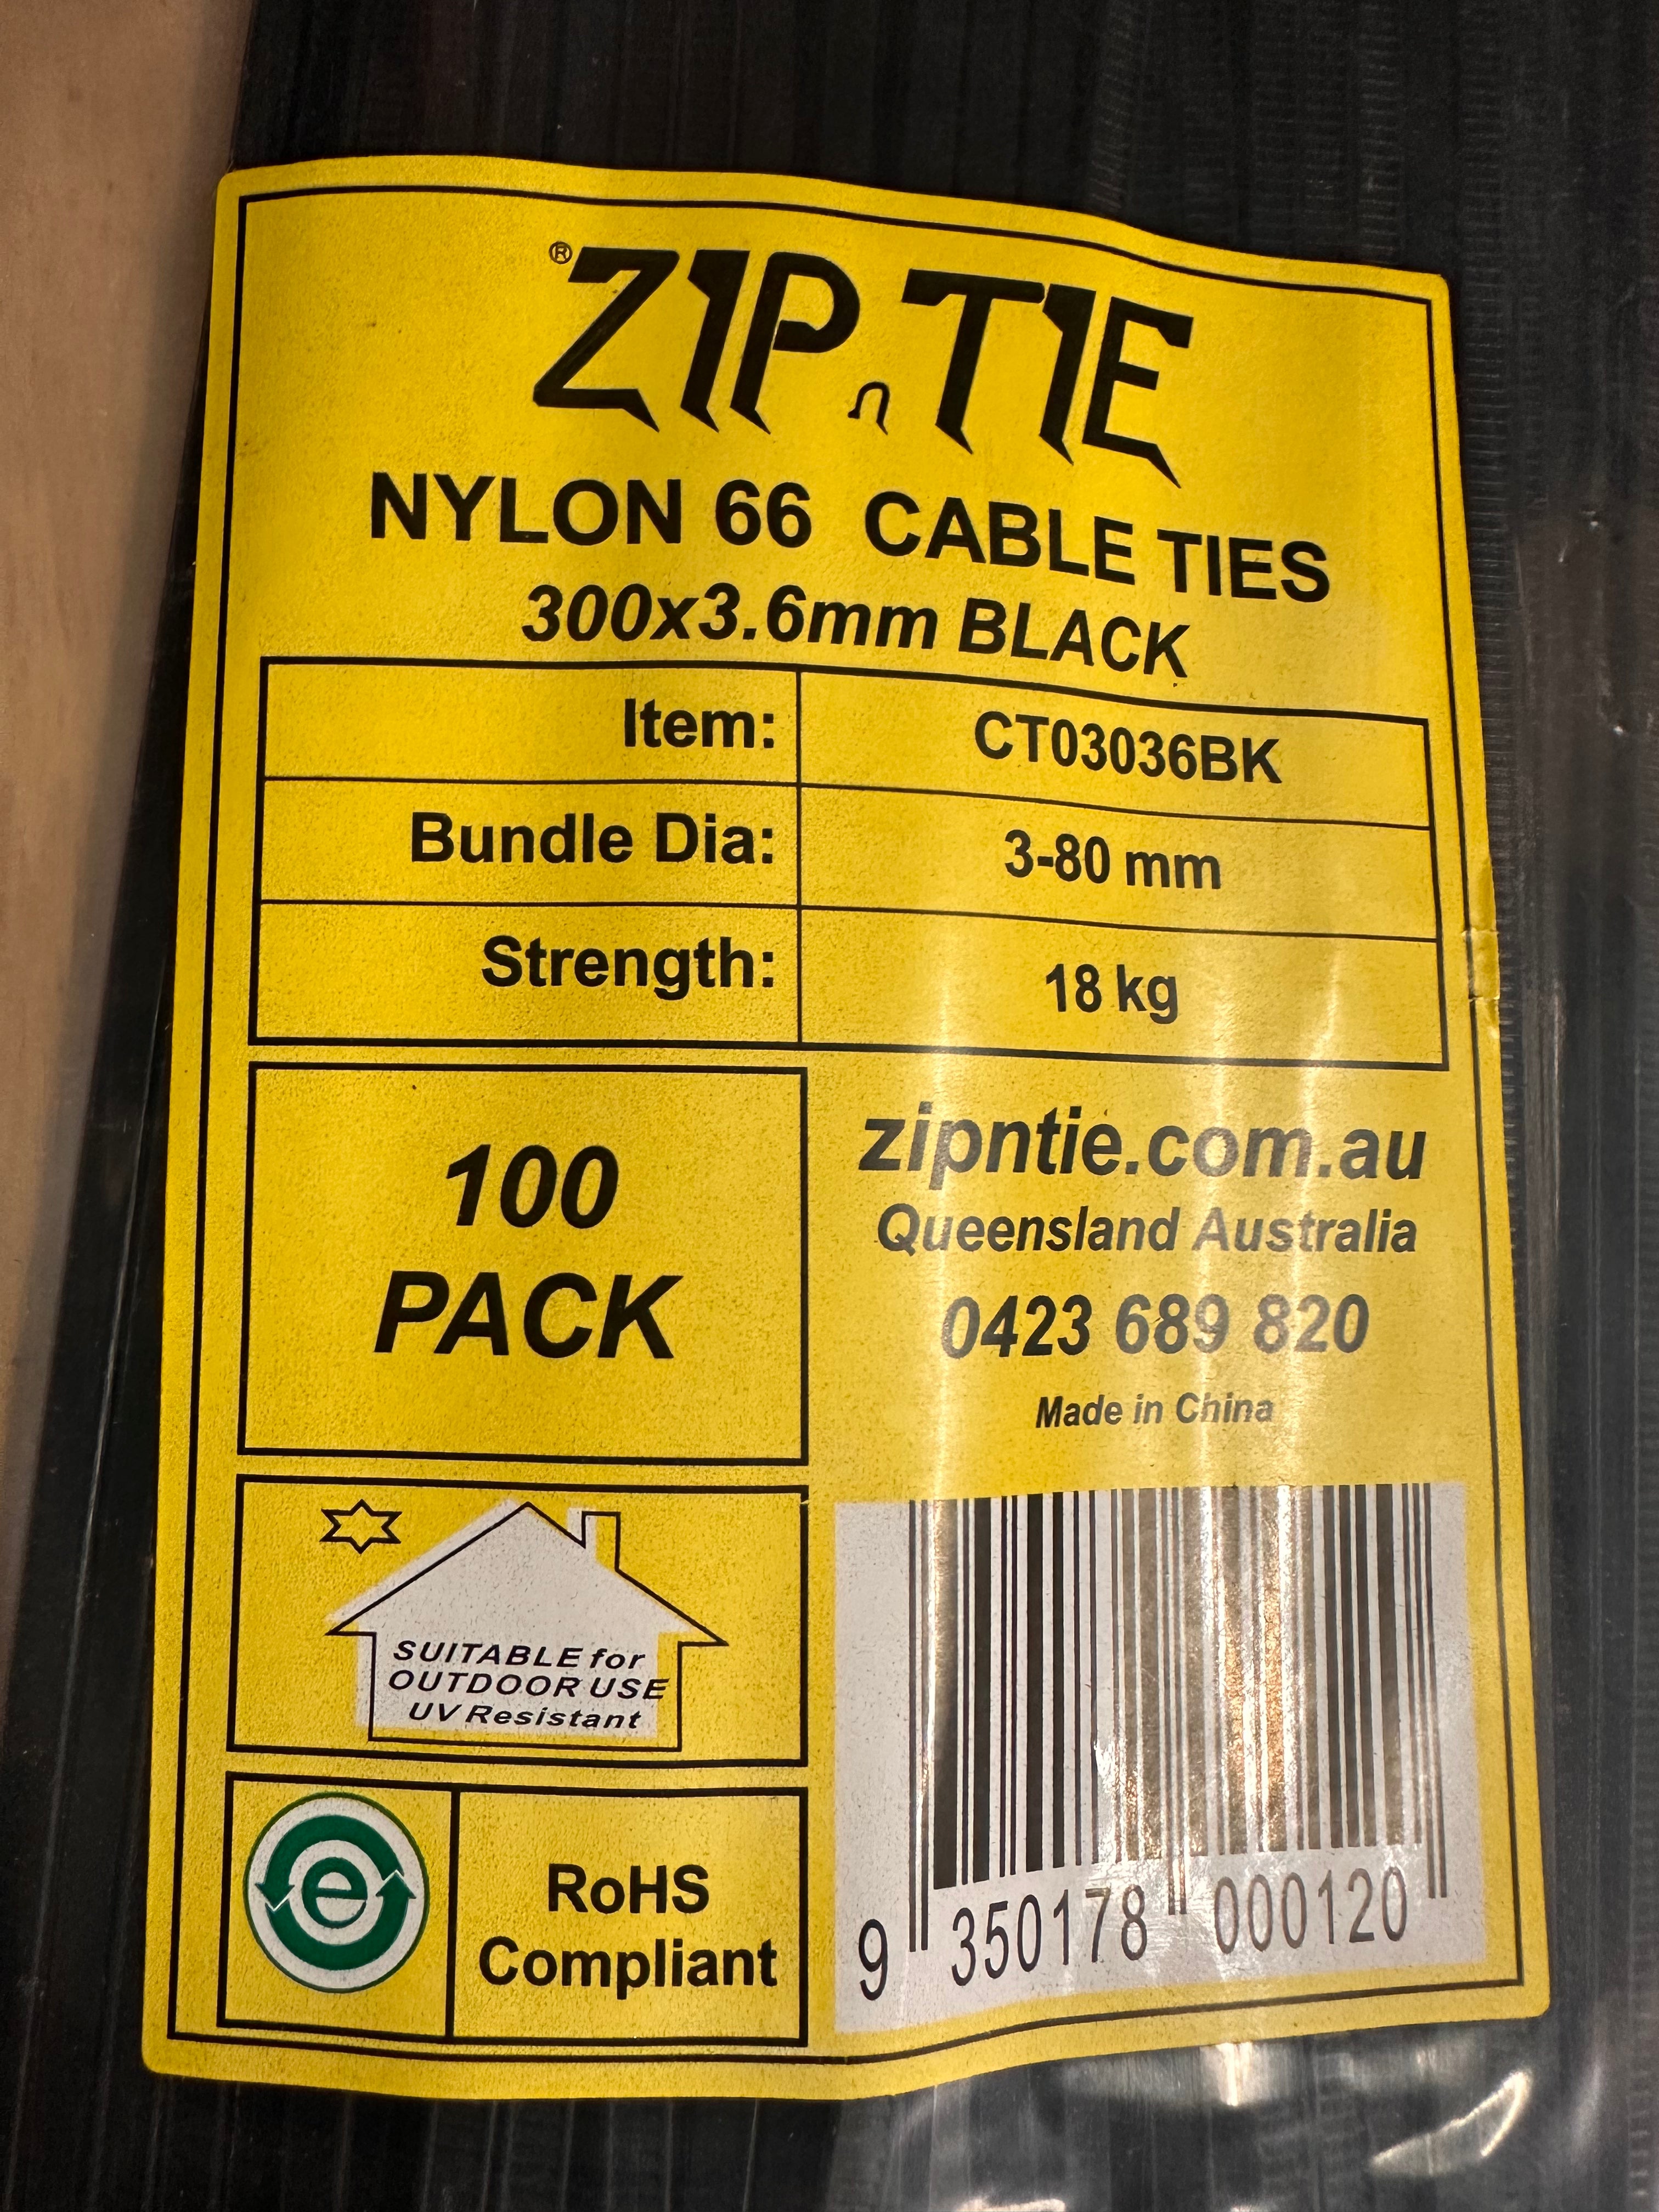 ® ZIP n TIE
NYLON 66 CABLE TIES
300x3.6mm BLACK
Item: CT03036BK
Bundle Dia: 3-80 mm
Strength: 18 kg
100
PACK
zipntie.com.au
Queensland Australia
0423 689 820
Made in China
SUITABLE for
OUTDOOR USE
UV Resistant
e
RoHS
Compliant
9 350178 000120